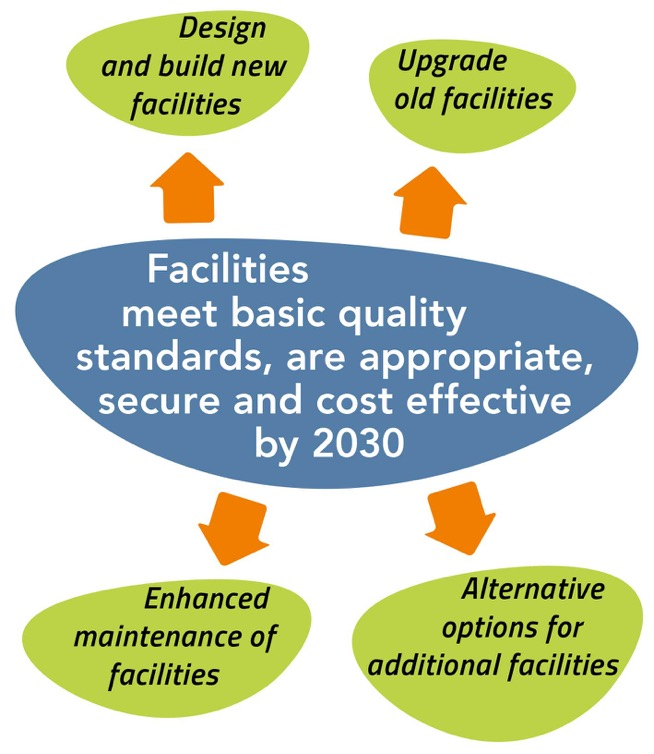 Design
and build new
facilities
Upgrade
old facilities
Facilities
meet basic quality
standards, are appropriate,
secure and cost effective
by 2030
Enhanced
maintenance of
facilities
Alternative
options for
additional facilities